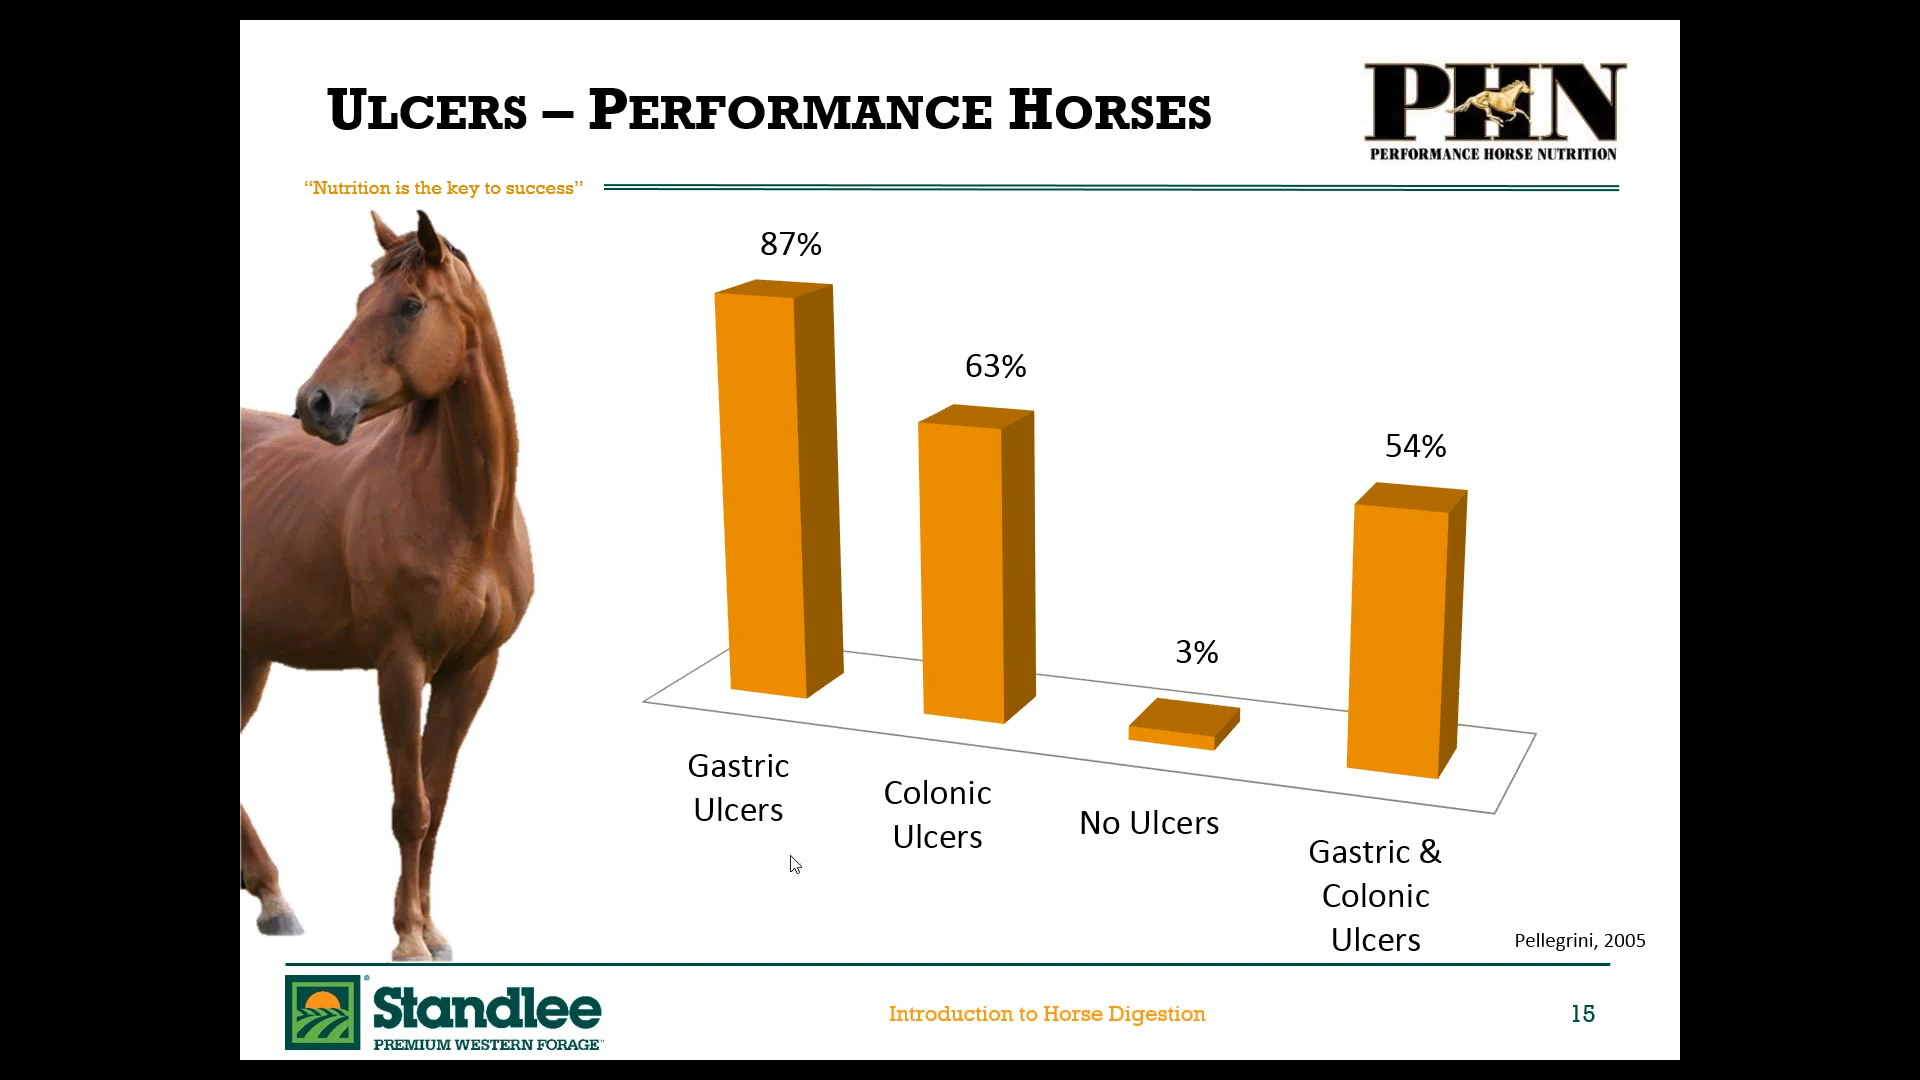 ULCERS – PERFORMANCE HORSES
PHN
PERFORMANCE HORSE NUTRITION
“Nutrition is the key to success”
87%
63%
54%
3%
Gastric
Ulcers
Colonic
Ulcers
No Ulcers
Gastric &
Colonic
Ulcers
Pellegrini, 2005
Standlee®
PREMIUM WESTERN FORAGE™
Introduction to Horse Digestion
15